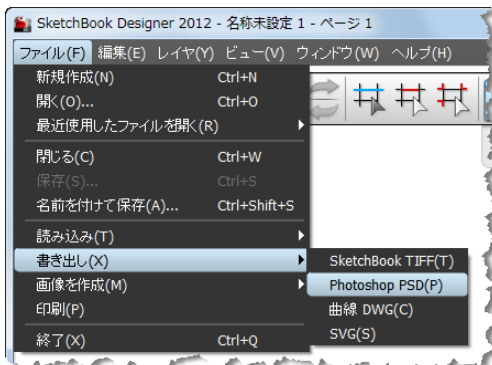 SketchBook Designer 2012 - 名称未設定 1 - ページ 1
ファイル(F) 編集(E) レイヤ(Y) ビュー(V) ウィンドウ(W) ヘルプ(H)
新規作成(N) Ctrl+N
開く(O)... Ctrl+O
最近使用したファイルを開く(R)
閉じる(C) Ctrl+W
保存(S)... Ctrl+S
名前を付けて保存(A)... Ctrl+Shift+S
読み込み(T)
書き出し(X)
SketchBook TIFF(T)
画像を作成(M)
Photoshop PSD(P)
印刷(P)
曲線 DWG(C)
終了(X) Ctrl+Q
SVG(S)